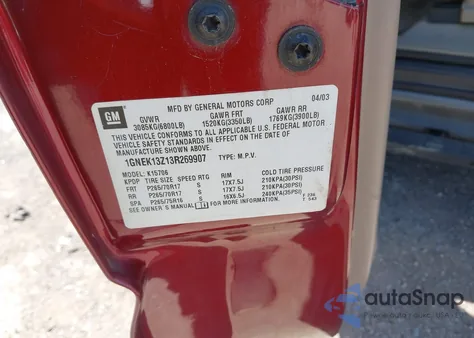 GM
MFD BY GENERAL MOTORS CORP 04/03
GVWR GAWR FRT GAWR RR
3085KG(6800LB) 1520KG(3350LB) 1769KG(3900LB)
THIS VEHICLE CONFORMS TO ALL APPLICABLE U.S. FEDERAL MOTOR
VEHICLE SAFETY STANDARDS IN EFFECT ON THE DATE OF
MANUFACTURE SHOWN ABOVE.
1GNEK13Z13R269907 TYPE: M.P.V.
MODEL: K15706
KPDP TIRE SIZE SPEED RTG RIM COLD TIRE PRESSURE
FRT P265/70R17 S 17X7.5J 210KPA(30PSI)
RR P265/70R17 S 17X7.5J 210KPA(30PSI)
SPA P265/75R16 S 16X6.5J 240KPA(35PSI)
SEE OWNER'S MANUAL FOR MORE INFORMATION.
T 543
autoSnap